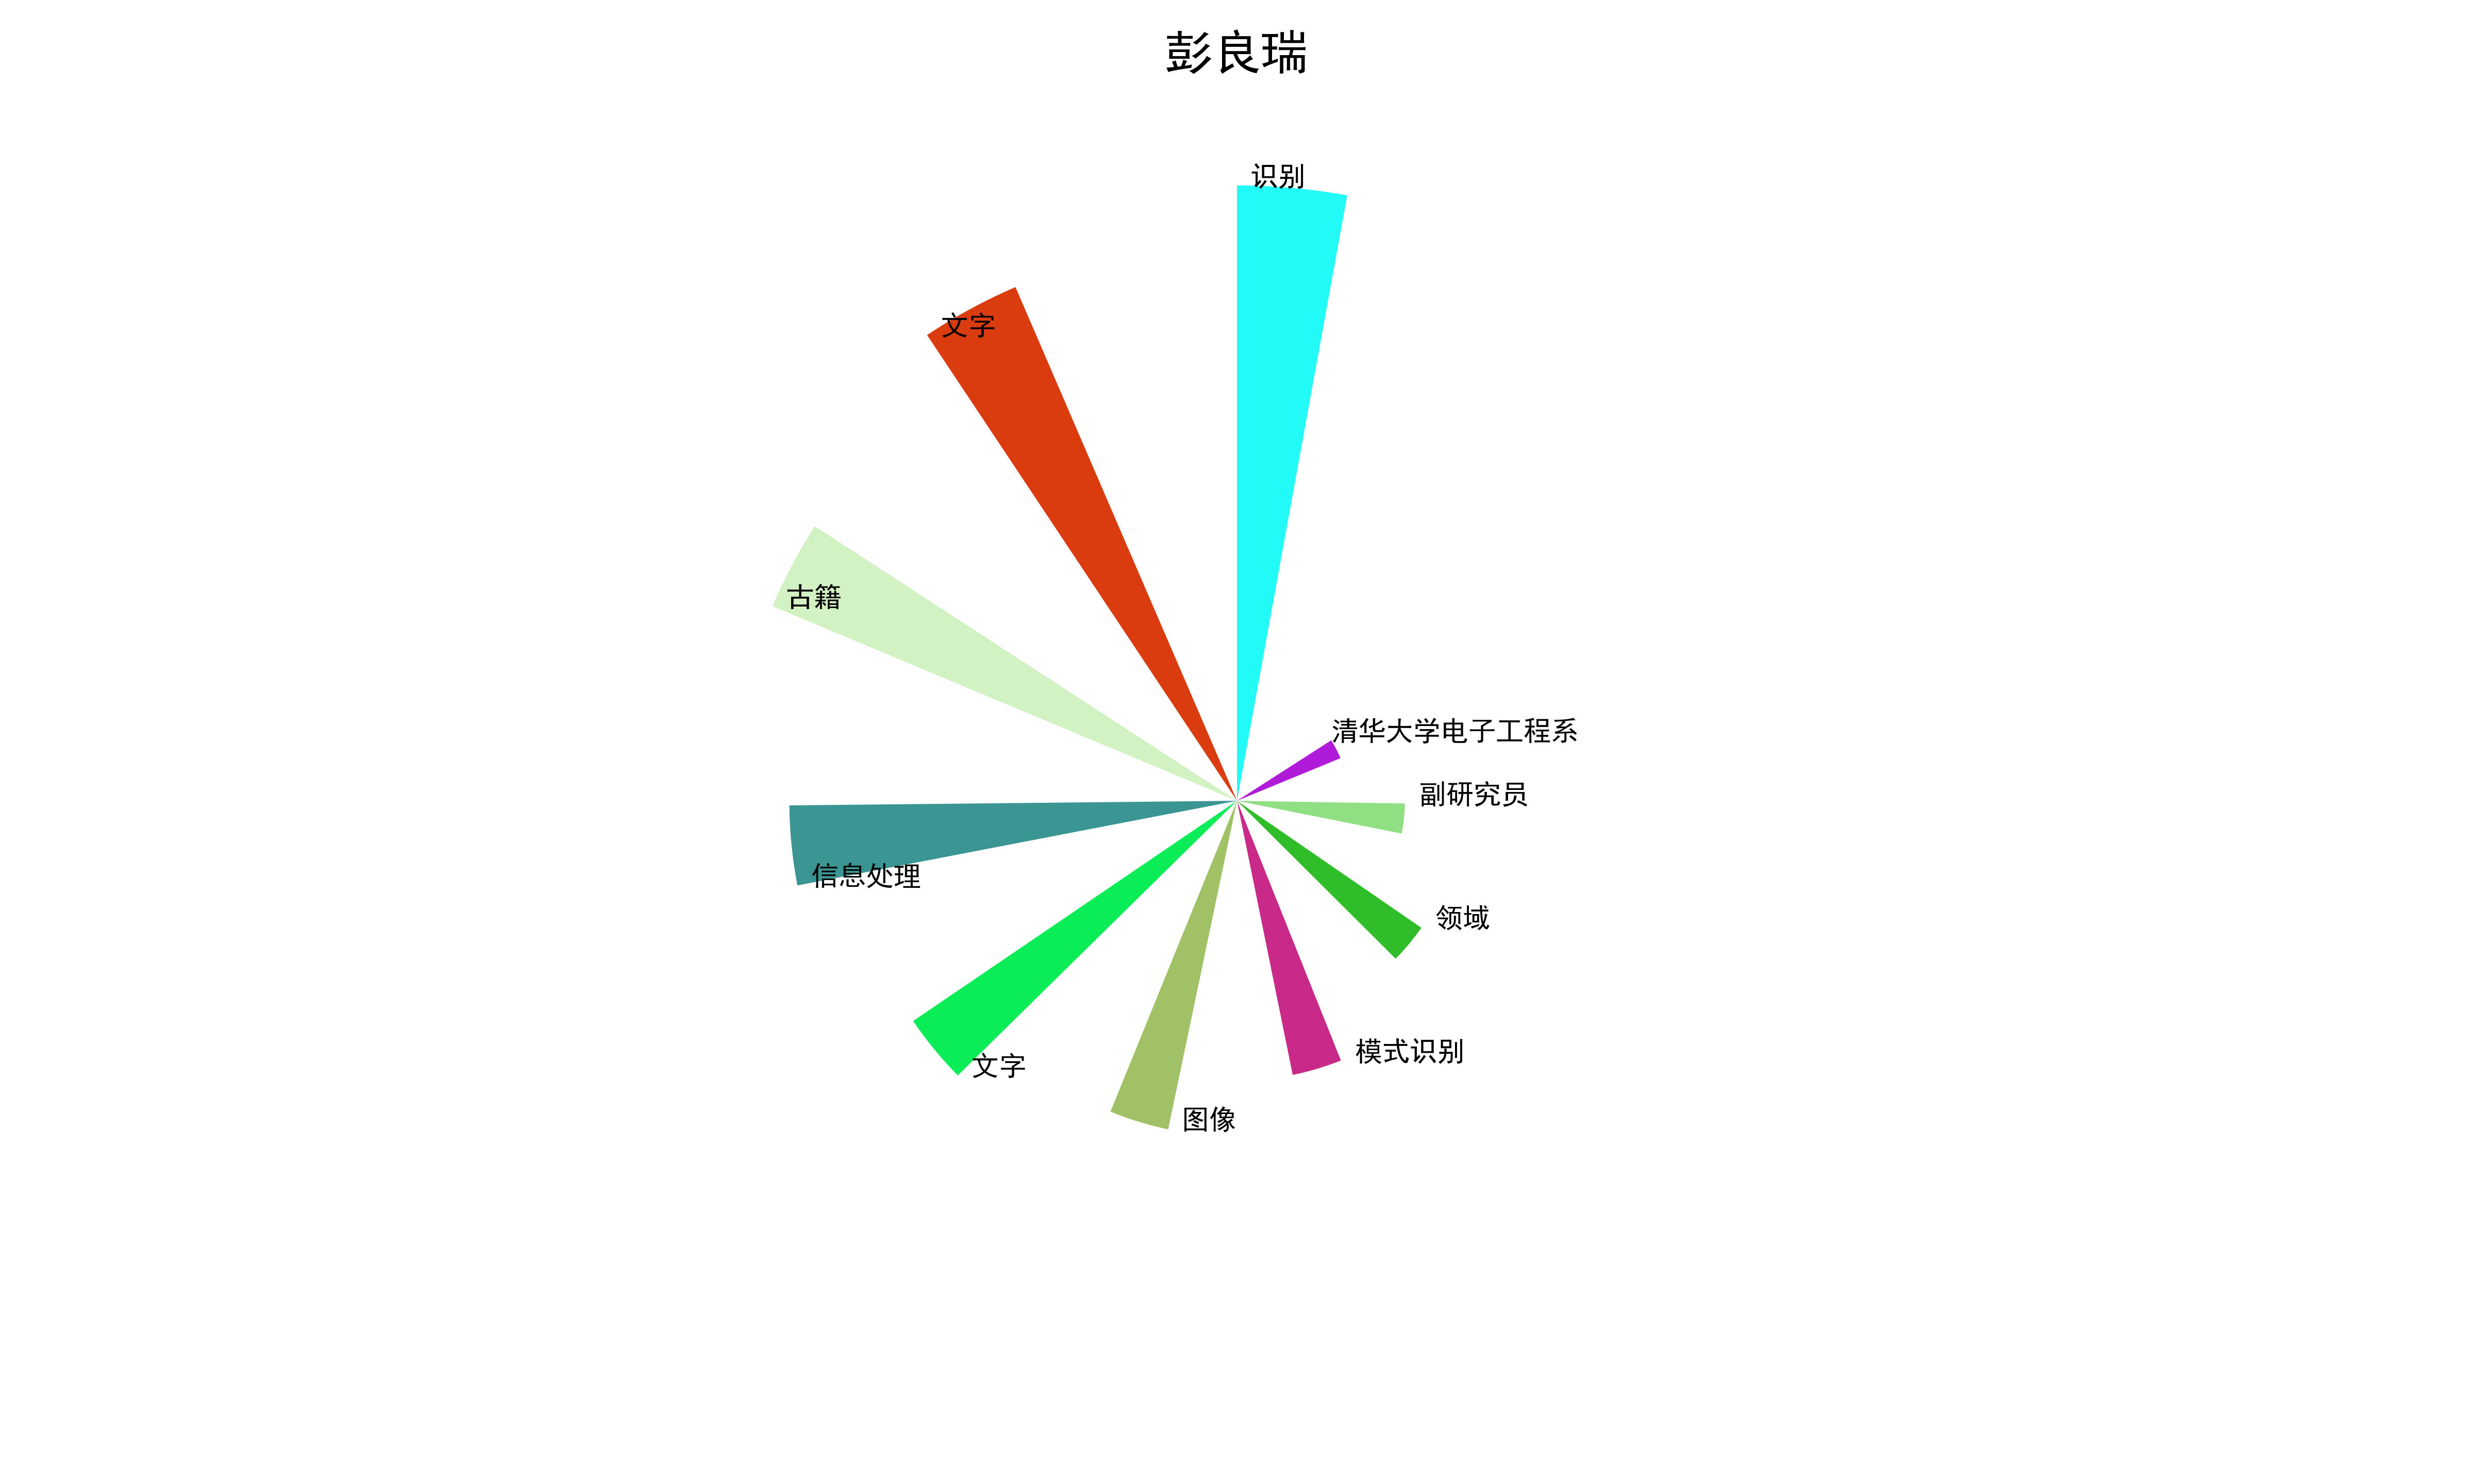 彭良瑞
识别
文字
古籍
清华大学电子工程系
副研究员
信息处理
领域
模式识别
文字
图像